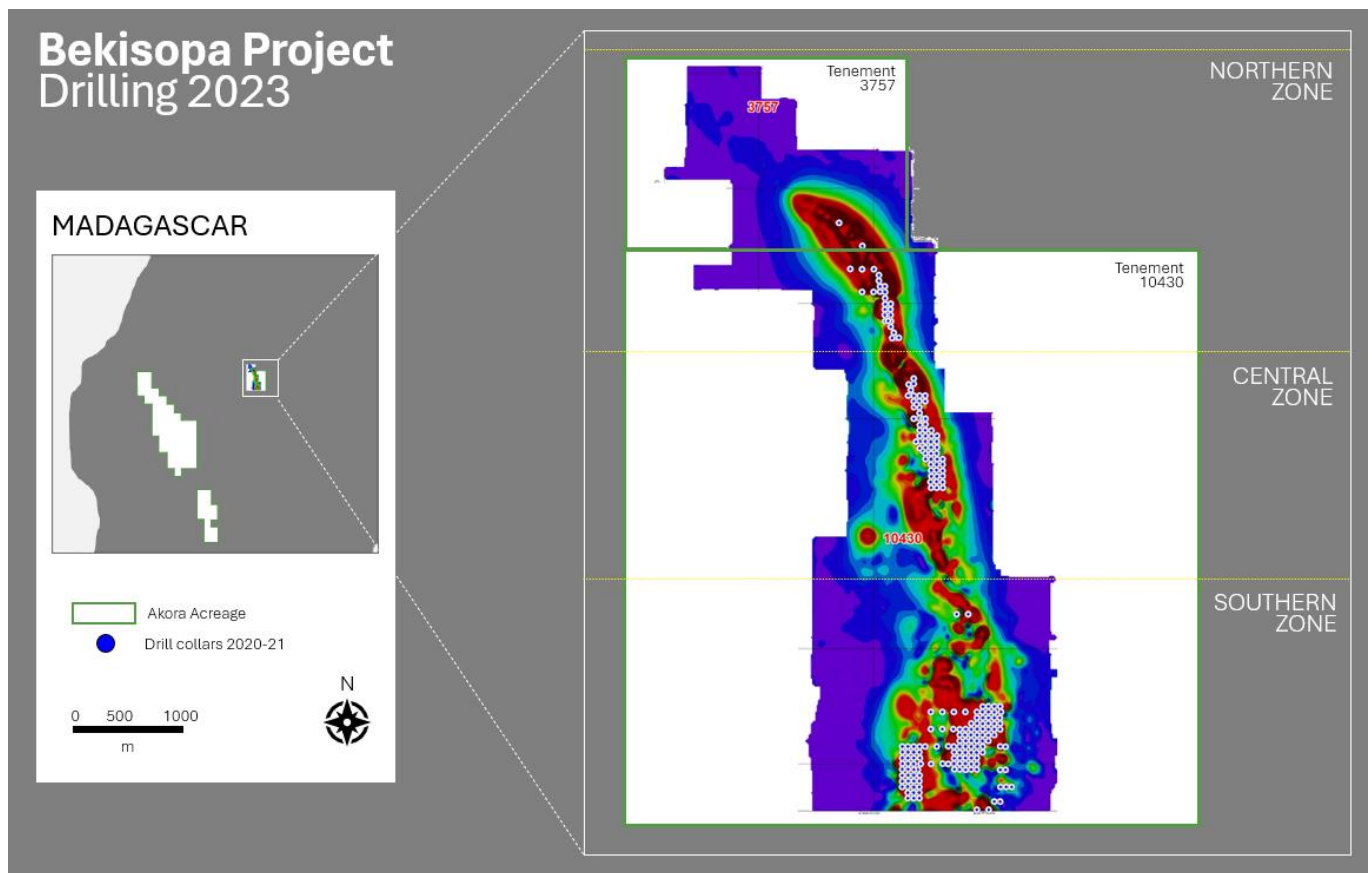 Bekisopa Project
Drilling 2023
MADAGASCAR
Akora Acreage
Drill collars 2020-21
0 500 1000
m
N
Tenement
3757
3757
NORTHERN
ZONE
Tenement
10430
CENTRAL
ZONE
10430
SOUTHERN
ZONE